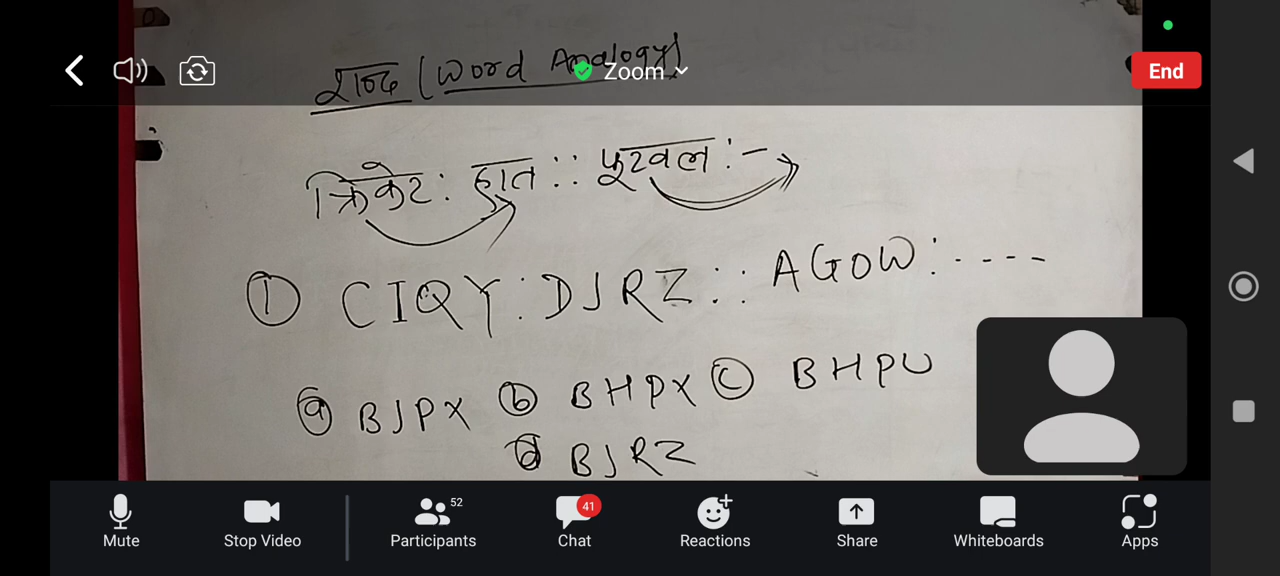 शब्द (Word Analogy)
Zoom
End
क्रिकेट : हात :: फूटबल :-
① CIQY : DJRZ :: AGOW : ----
ⓐ BJPX ⓑ BHPX ⓒ BHPU
ⓓ BJRZ
52
41
Mute
Stop Video
Participants
Chat
Reactions
Share
Whiteboards
Apps